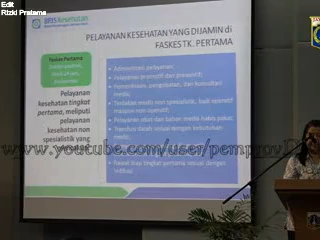 Edit
Rizki Pratama
BPJS Kesehatan
PELAYANAN KESEHATAN YANG DIJAMIN di
FASKES TK. PERTAMA
Pelayanan
kesehatan tingkat
pertama, meliputi
pelayanan
kesehatan non
spesialistik yang
Administrasi pelayanan;
Pelayanan promotif dan preventif;
Pemeriksaan, pengobatan, dan konsultasi
medis;
Tindakan medis non spesialistik, baik operatif
maupun non operatif;
Pelayanan obat dan bahan medis habis pakai;
Transfusi darah sesuai dengan kebutuhan
medis;
Rawat inap tingkat pertama sesuai dengan
indikasi
www.youtube.com/user/pemprov